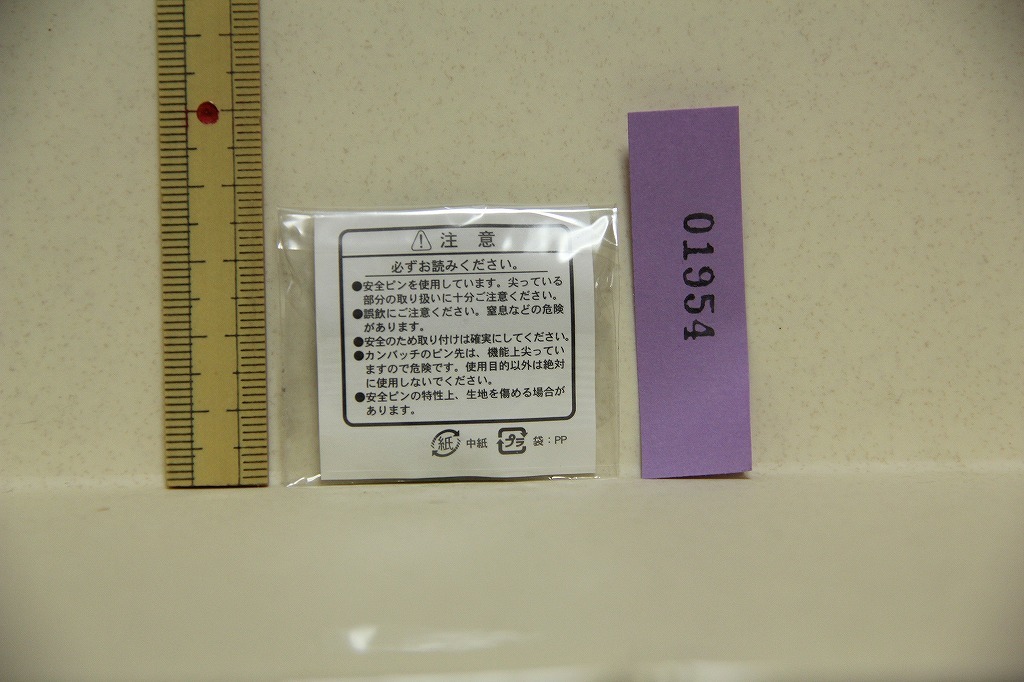 注 意
必ずお読みください。
●安全ピンを使用しています。尖っている
部分の取り扱いに十分ご注意ください。
●誤飲にご注意ください。窒息などの危険
があります。
●安全のため取り付けは確実にしてください。
●カンバッチのピン先は、機能上尖ってい
ますので危険です。使用目的以外は絶対
に使用しないでください。
●安全ピンの特性上、生地を傷める場合が
あります。
紙 中紙 プラ 袋：PP
01954